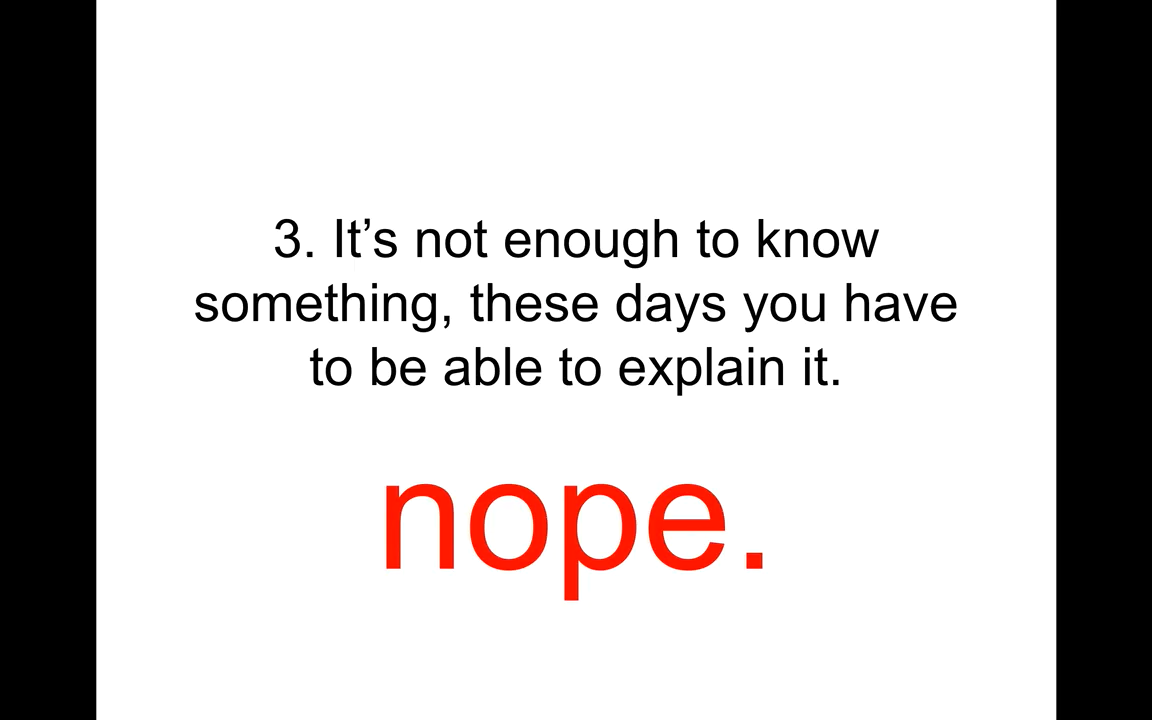 3. It’s not enough to know
something, these days you have
to be able to explain it.
nope.